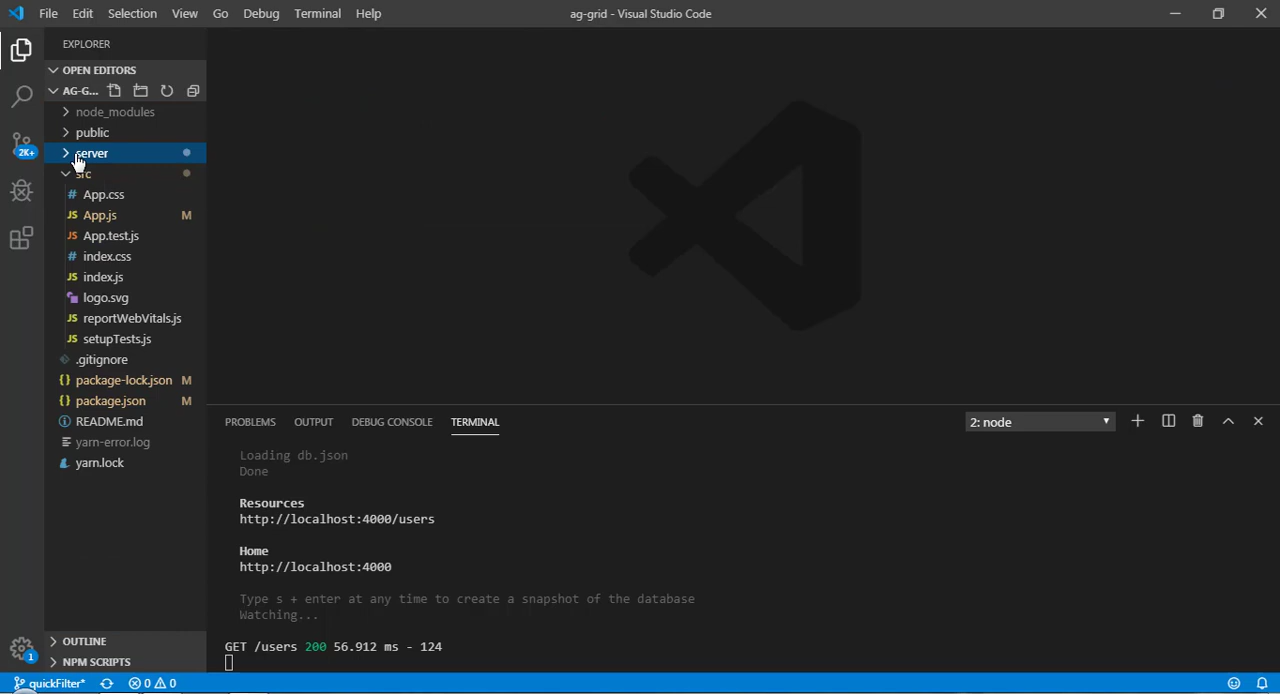 File Edit Selection View Go Debug Terminal Help
ag-grid - Visual Studio Code
EXPLORER
OPEN EDITORS
AG-G...
node_modules
public
server
src
# App.css
JS App.js M
JS App.test.js
# index.css
JS index.js
logo.svg
JS reportWebVitals.js
JS setupTests.js
.gitignore
{} package-lock.json M
{} package.json M
README.md
yarn-error.log
yarn.lock
OUTLINE
NPM SCRIPTS
2K+
1
PROBLEMS OUTPUT DEBUG CONSOLE TERMINAL
2: node
Loading db.json
Done
Resources
http://localhost:4000/users
Home
http://localhost:4000
Type s + enter at any time to create a snapshot of the database
Watching...
GET /users 200 56.912 ms - 124
quickFilter* 0 0